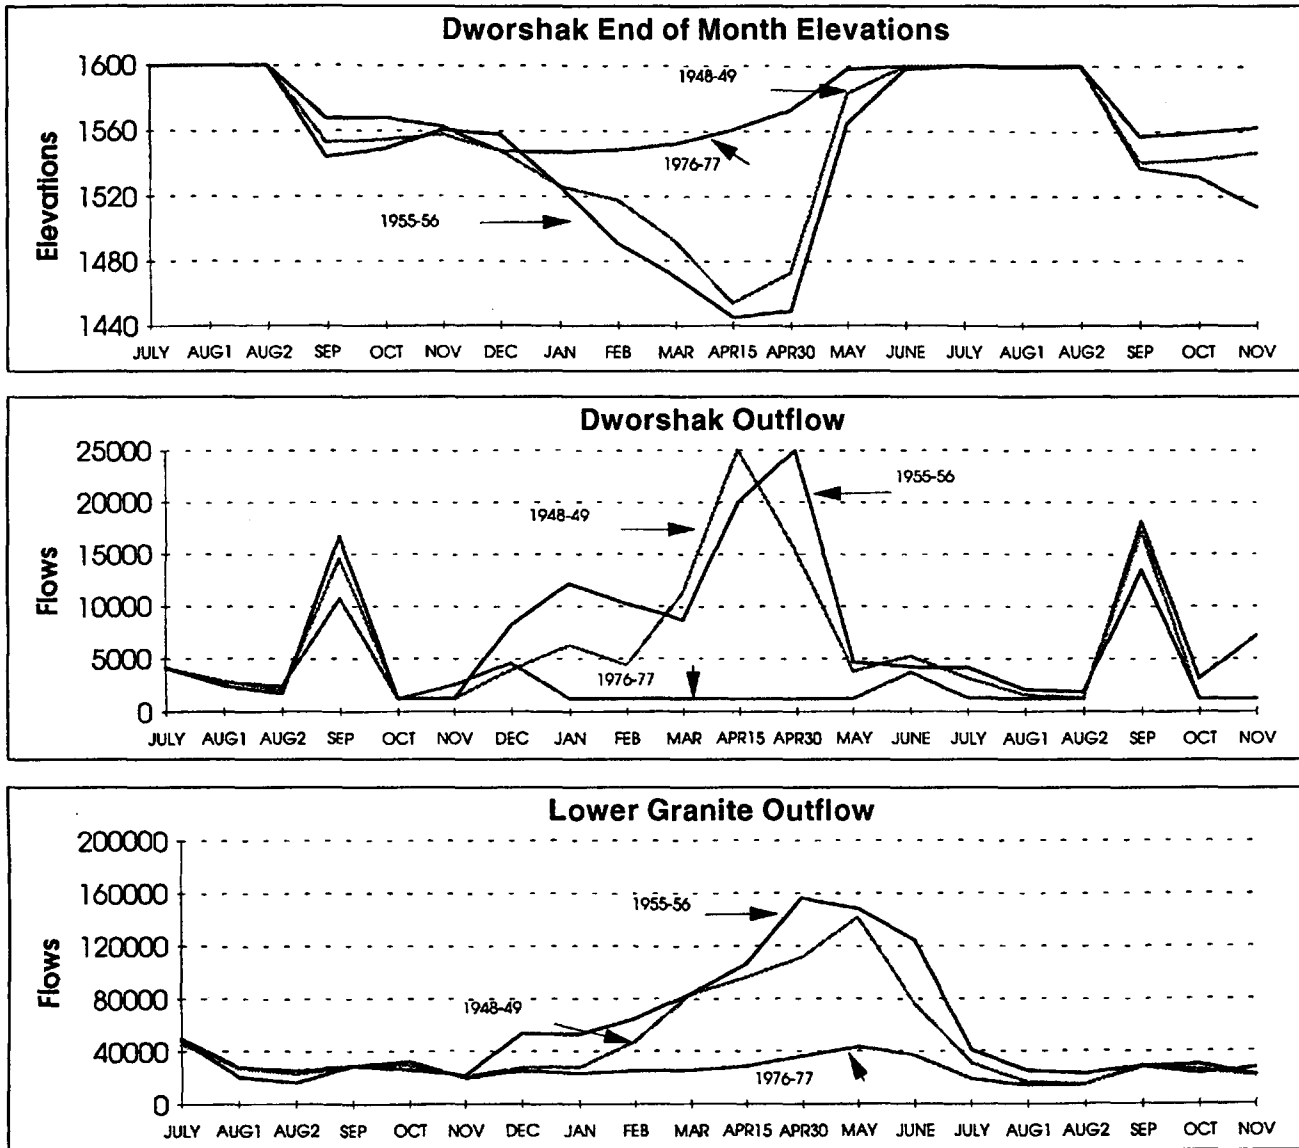 Dworshak End of Month Elevations
Elevations
1600
1560
1520
1480
1440
1948-49
1976-77
1955-56
JULY AUG1 AUG2 SEP OCT NOV DEC JAN FEB MAR APR15 APR30 MAY JUNE JULY AUG1 AUG2 SEP OCT NOV
Dworshak Outflow
Flows
25000
20000
15000
10000
5000
0
1955-56
1948-49
1976-77
JULY AUG1 AUG2 SEP OCT NOV DEC JAN FEB MAR APR15 APR30 MAY JUNE JULY AUG1 AUG2 SEP OCT NOV
Lower Granite Outflow
Flows
200000
160000
120000
80000
40000
0
1955-56
1948-49
1976-77
JULY AUG1 AUG2 SEP OCT NOV DEC JAN FEB MAR APR15 APR30 MAY JUNE JULY AUG1 AUG2 SEP OCT NOV